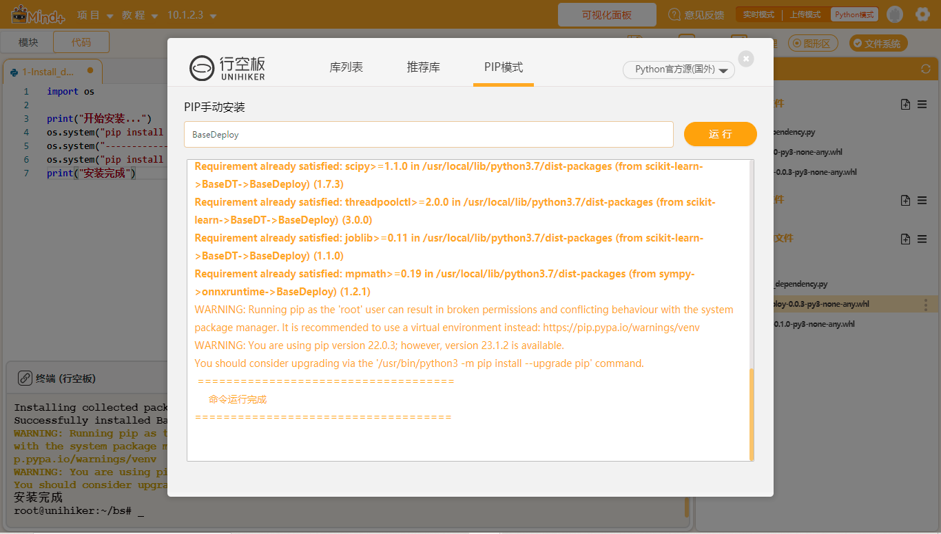 Mind+ 项目 教程 10.1.2.3 可视化面板 意见反馈 实时模式 上传模式 Python模式
模块 代码 图形区 文件系统
1-Install_d...
1 import os
2
3 print("开始安装...")
4 os.system("pip install
5 os.system("------------
6 os.system("pip install
7 print("安装完成")
行空板
UNIHIKER
库列表 推荐库 PIP模式
Python官方源(国外)
PIP手动安装
BaseDeploy
运 行
Requirement already satisfied: scipy>=1.1.0 in /usr/local/lib/python3.7/dist-packages (from scikit-learn-
>BaseDT->BaseDeploy) (1.7.3)
Requirement already satisfied: threadpoolctl>=2.0.0 in /usr/local/lib/python3.7/dist-packages (from scikit-
learn->BaseDT->BaseDeploy) (3.0.0)
Requirement already satisfied: joblib>=0.11 in /usr/local/lib/python3.7/dist-packages (from scikit-learn-
>BaseDT->BaseDeploy) (1.1.0)
Requirement already satisfied: mpmath>=0.19 in /usr/local/lib/python3.7/dist-packages (from sympy-
>onnxruntime->BaseDeploy) (1.2.1)
WARNING: Running pip as the 'root' user can result in broken permissions and conflicting behaviour with the system
package manager. It is recommended to use a virtual environment instead: https://pip.pypa.io/warnings/venv
WARNING: You are using pip version 22.0.3; however, version 23.1.2 is available.
You should consider upgrading via the '/usr/bin/python3 -m pip install --upgrade pip' command.
====================================
命令运行完成
====================================
件
pendency.py
0-py3-none-any.whl
-0.0.3-py3-none-any.whl
件
文件
_dependency.py
ploy-0.0.3-py3-none-any.whl
0.1.0-py3-none-any.whl
终端 (行空板)
Installing collected pack
Successfully installed Ba
WARNING: Running pip as t
with the system package m
p.pypa.io/warnings/venv
WARNING: You are using pi
You should consider upgra
安装完成
root@unihiker:~/bs# _